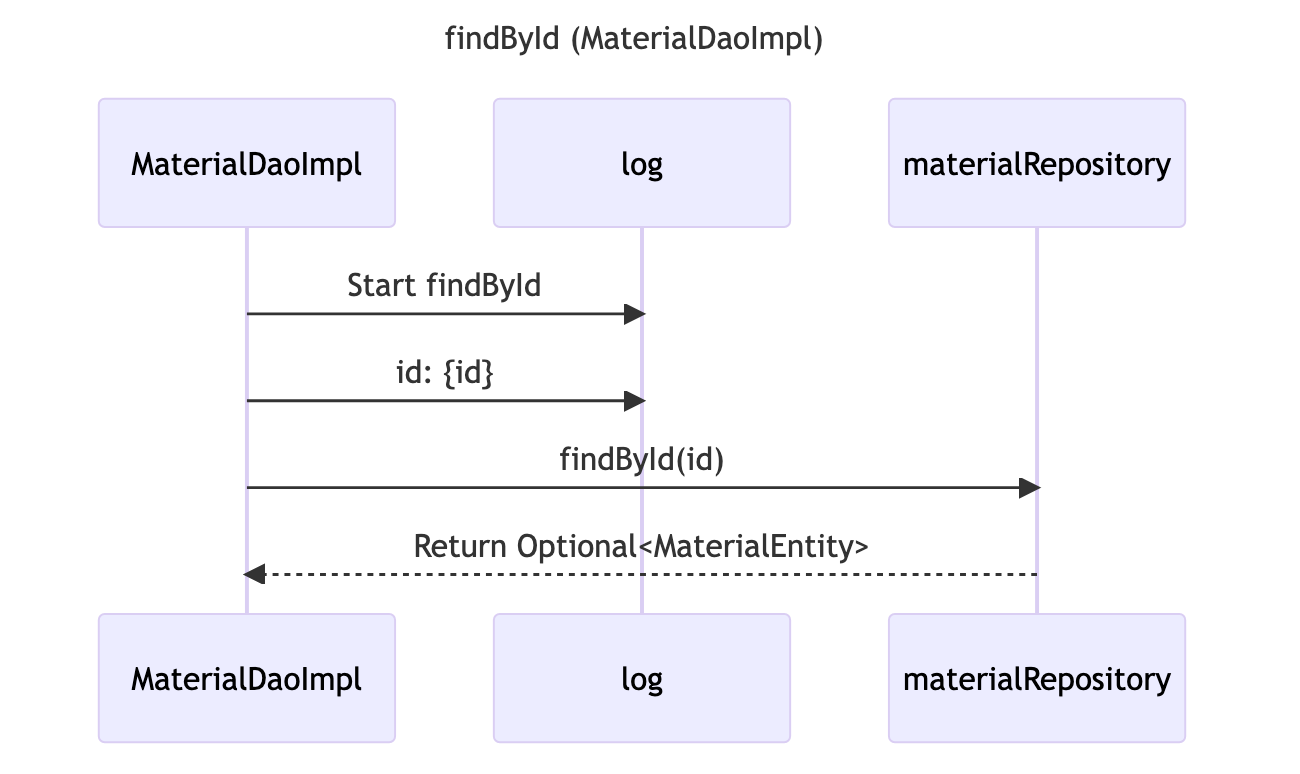 findById (MaterialDaoImpl)
MaterialDaoImpl
log
materialRepository
Start findById
id: {id}
findById(id)
Return Optional<MaterialEntity>
MaterialDaoImpl
log
materialRepository